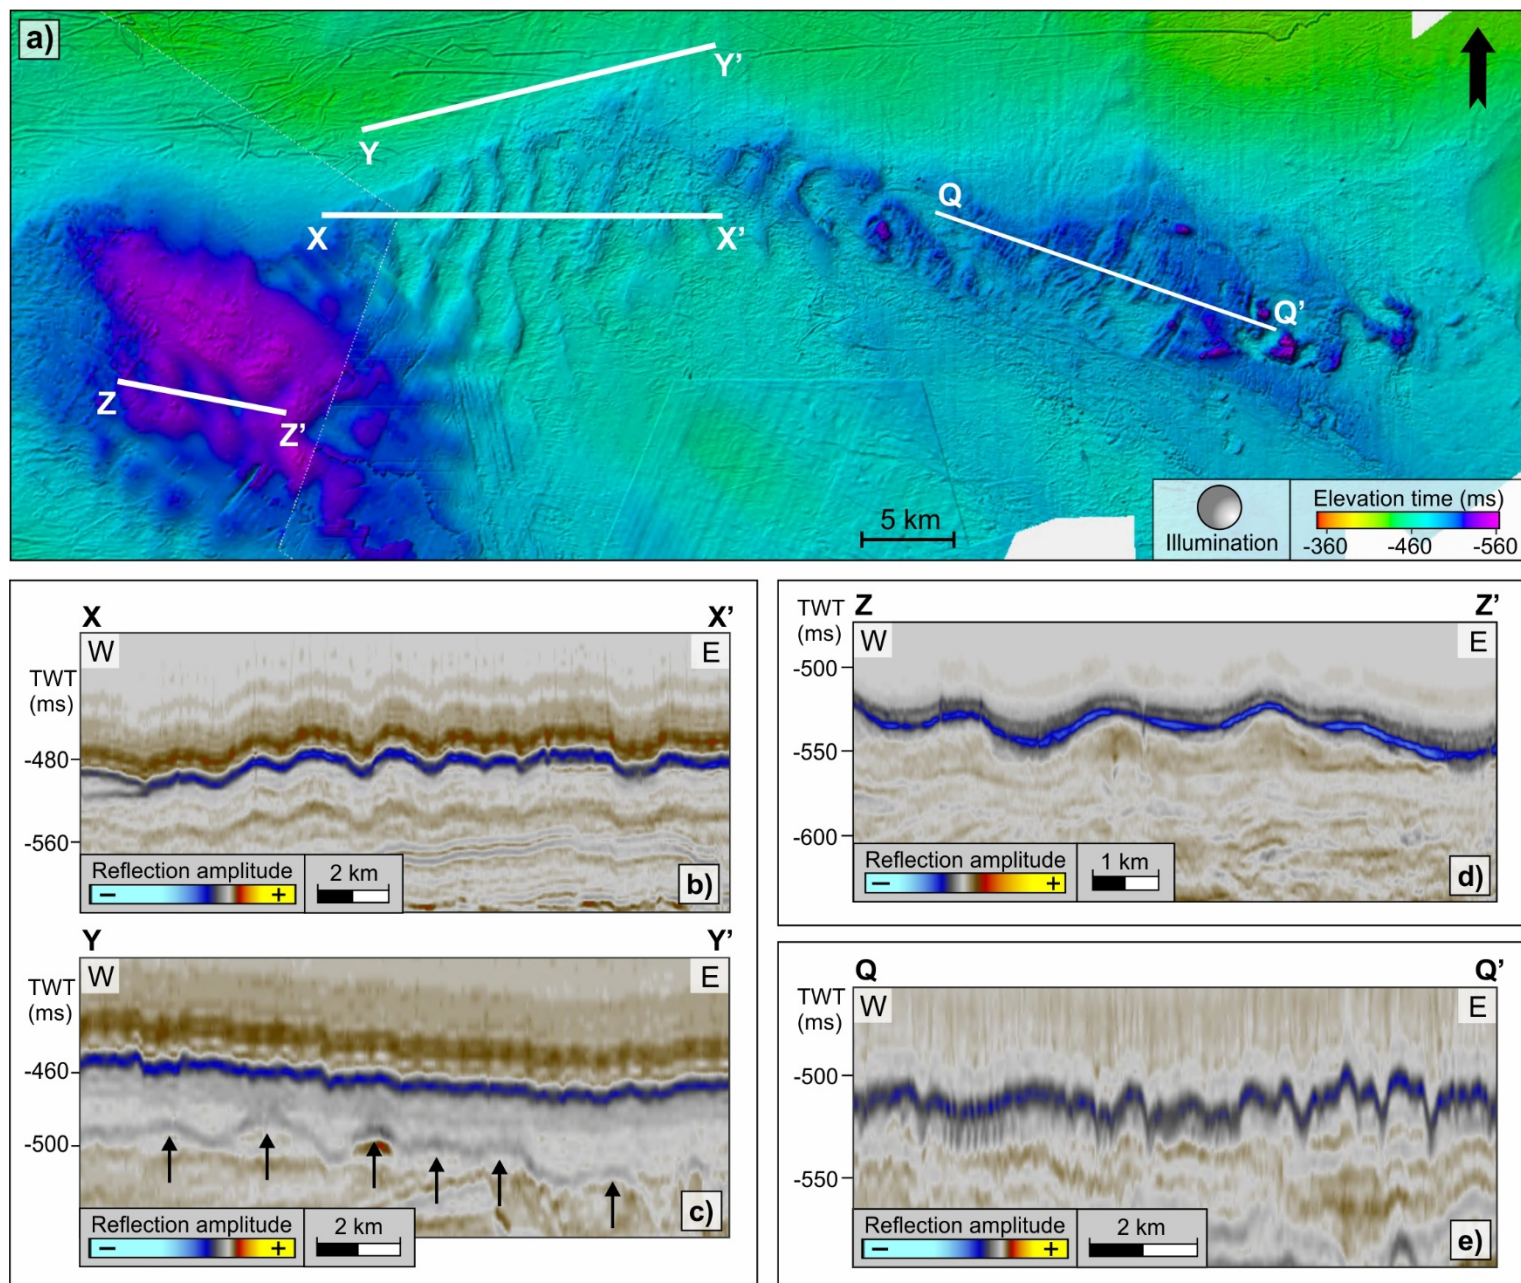 a)
Y
Y’
X
X’
Z
Z’
Q
Q’
5 km
Illumination
Elevation time (ms)
-360 -460 -560
X X’
W E
TWT
(ms)
-480
-560
Reflection amplitude
− +
2 km
b)
Y Y’
W E
TWT
(ms)
-460
-500
Reflection amplitude
− +
2 km
c)
Z Z’
TWT
(ms)
W E
-500
-550
-600
Reflection amplitude
− +
1 km
d)
Q Q’
TWT
(ms)
W E
-500
-550
Reflection amplitude
− +
2 km
e)